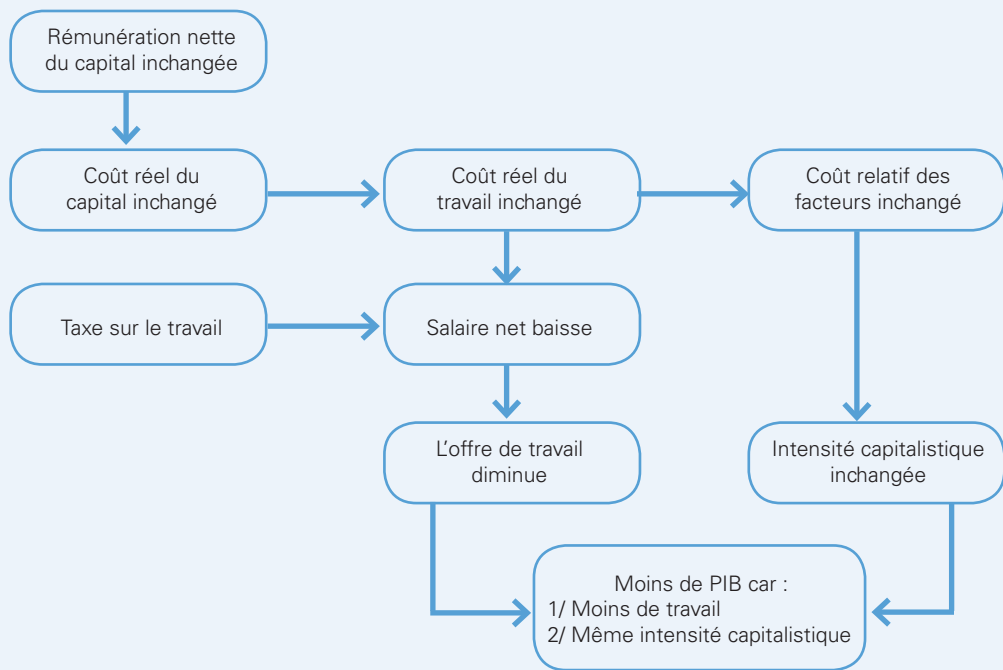 Rémunération nette
du capital inchangée
Coût réel du
capital inchangé
Coût réel du
travail inchangé
Coût relatif des
facteurs inchangé
Taxe sur le travail
Salaire net baisse
L’offre de travail
diminue
Intensité capitalistique
inchangée
Moins de PIB car :
1/ Moins de travail
2/ Même intensité capitalistique